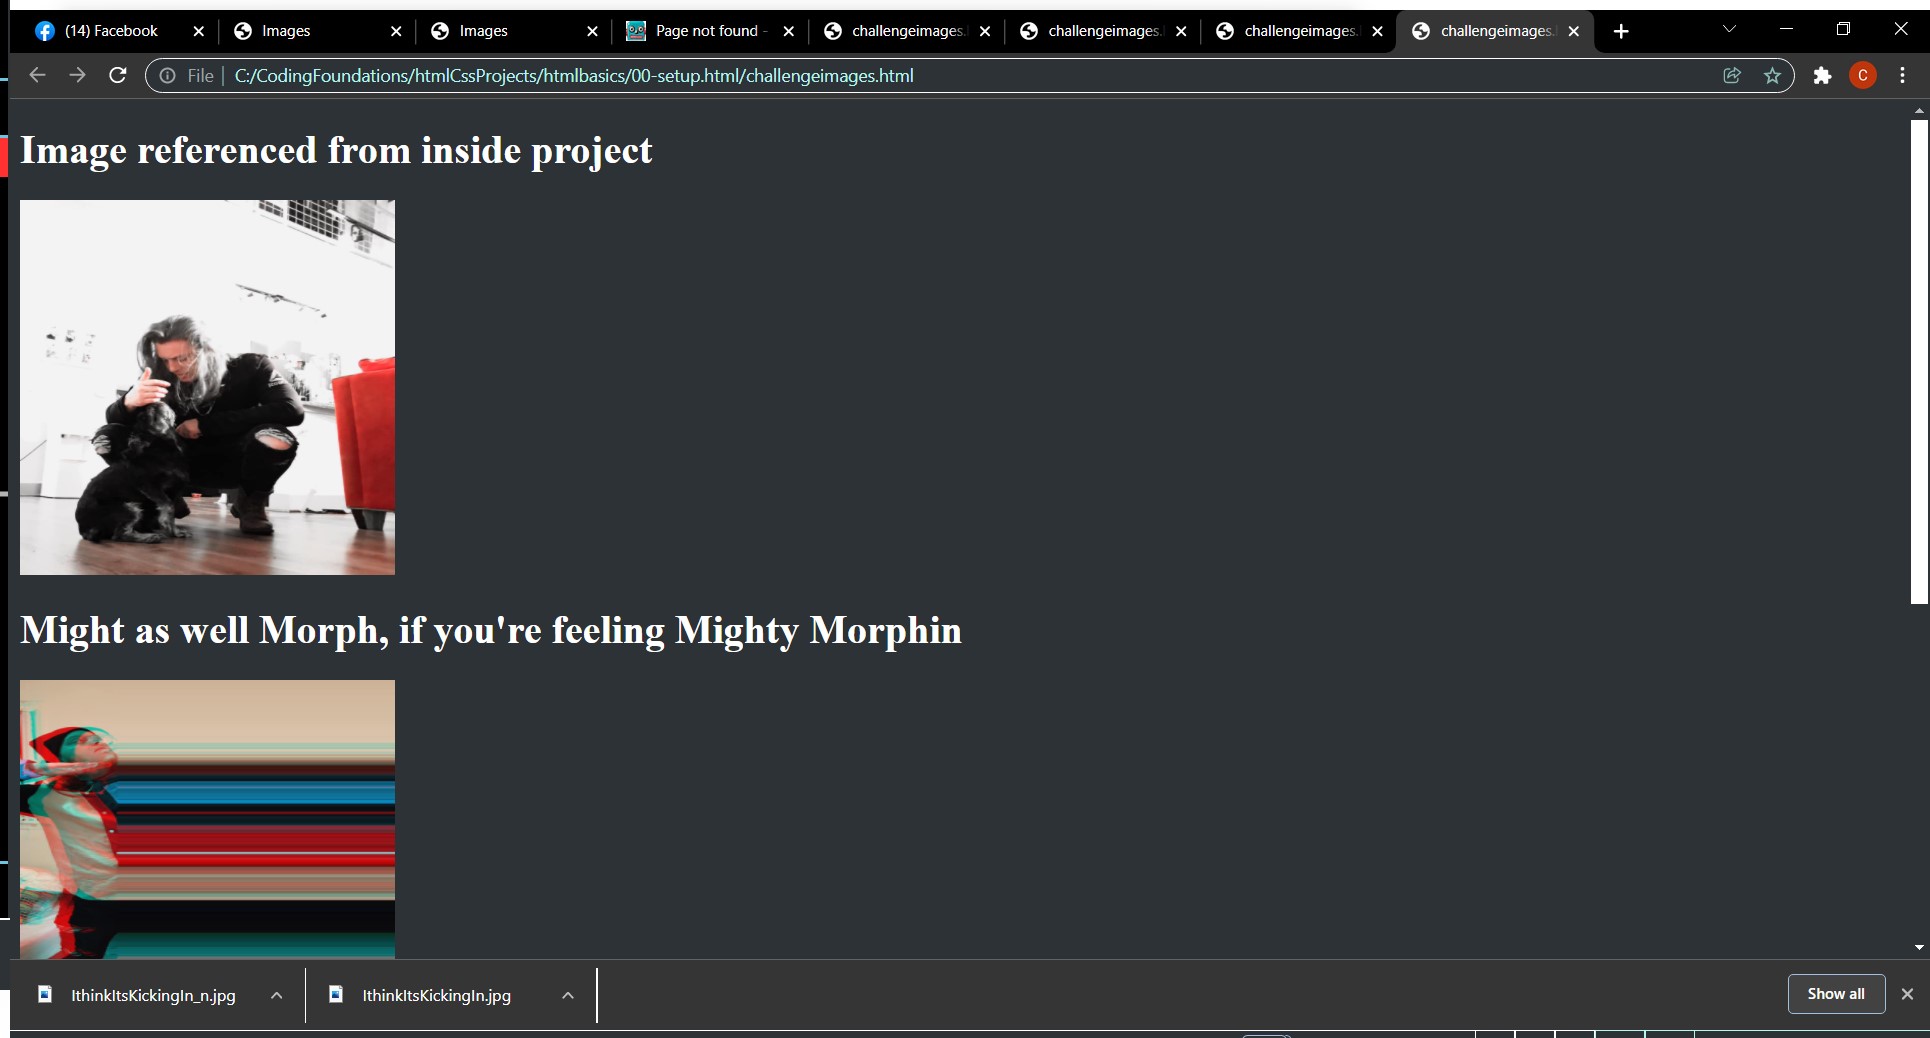 (14) Facebook
Images
Images
Page not found -
challengeimages.
challengeimages.
challengeimages.
challengeimages.
File | C:/CodingFoundations/htmlCssProjects/htmlbasics/00-setup.html/challengeimages.html
C
Image referenced from inside project
Might as well Morph, if you're feeling Mighty Morphin
IthinkItsKickingIn_n.jpg
IthinkItsKickingIn.jpg
Show all